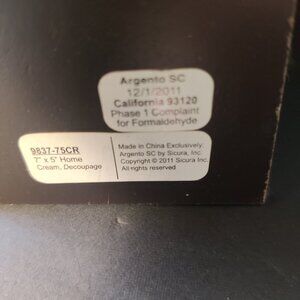 Argento SC
12/1/2011
California 93120
Phase 1 Complaint
for Formaldehyde
9837-75CR
7" x 5" Home
Cream, Decoupage
Made in China Exclusively:
Argento SC by Sicura, Inc.
Copyright © 2011 Sicura Inc.
All rights reserved